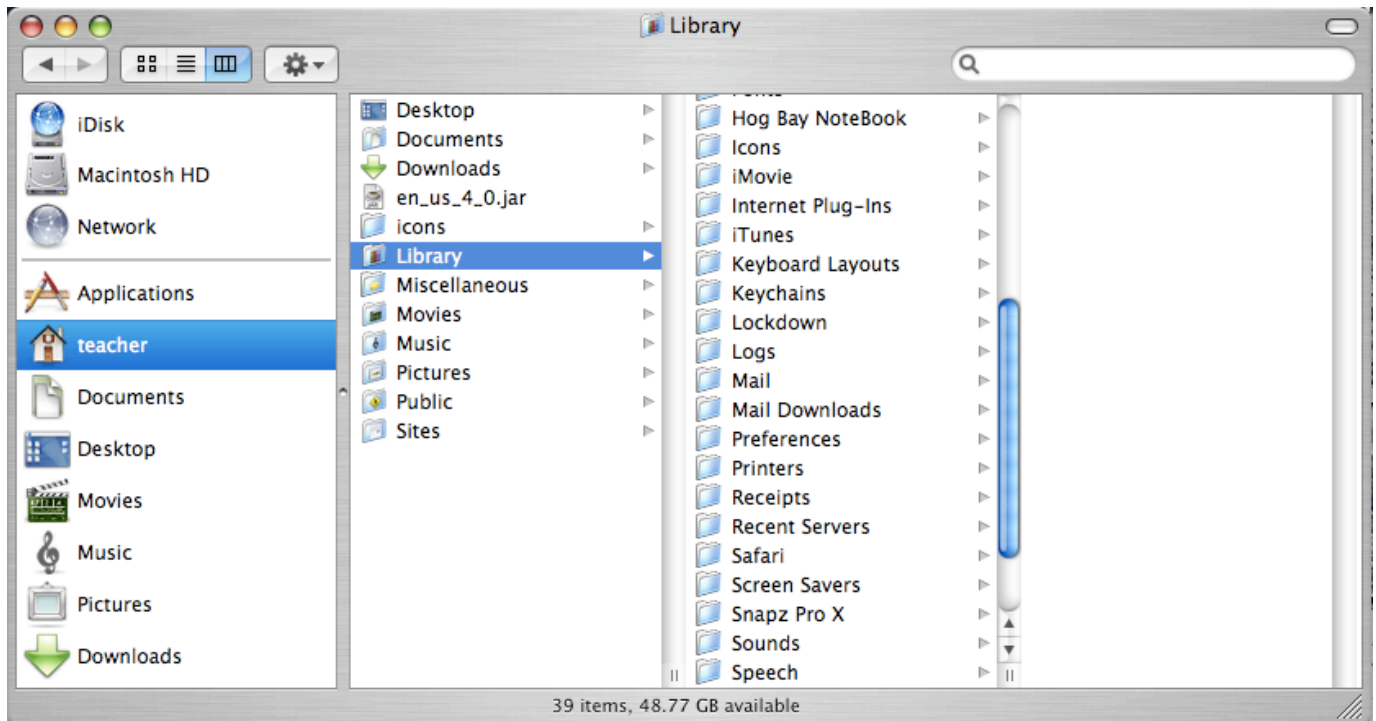 Library
iDisk
Macintosh HD
Network
Applications
teacher
Documents
Desktop
Movies
Music
Pictures
Downloads
Desktop
Documents
Downloads
en_us_4_0.jar
icons
Library
Miscellaneous
Movies
Music
Pictures
Public
Sites
Hog Bay NoteBook
Icons
iMovie
Internet Plug-Ins
iTunes
Keyboard Layouts
Keychains
Lockdown
Logs
Mail
Mail Downloads
Preferences
Printers
Receipts
Recent Servers
Safari
Screen Savers
Snapz Pro X
Sounds
Speech
39 items, 48.77 GB available